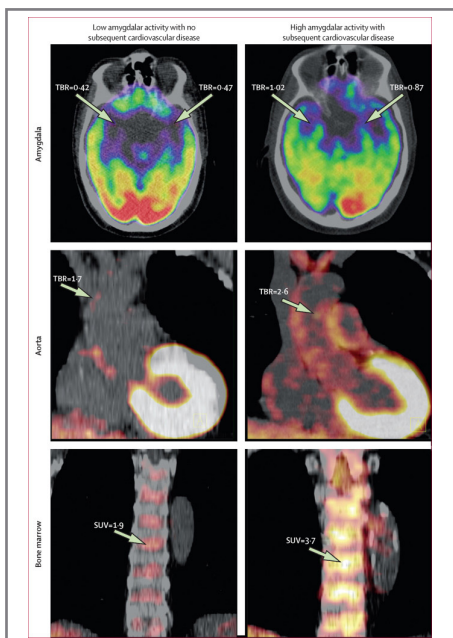 Low amygdalar activity with no
subsequent cardiovascular disease
High amygdalar activity with
subsequent cardiovascular disease
Amygdala
TBR=0·42
TBR=0·47
TBR=1·02
TBR=0·87
Aorta
TBR=1·7
TBR=2·6
Bone marrow
SUV=1·9
SUV=3·7